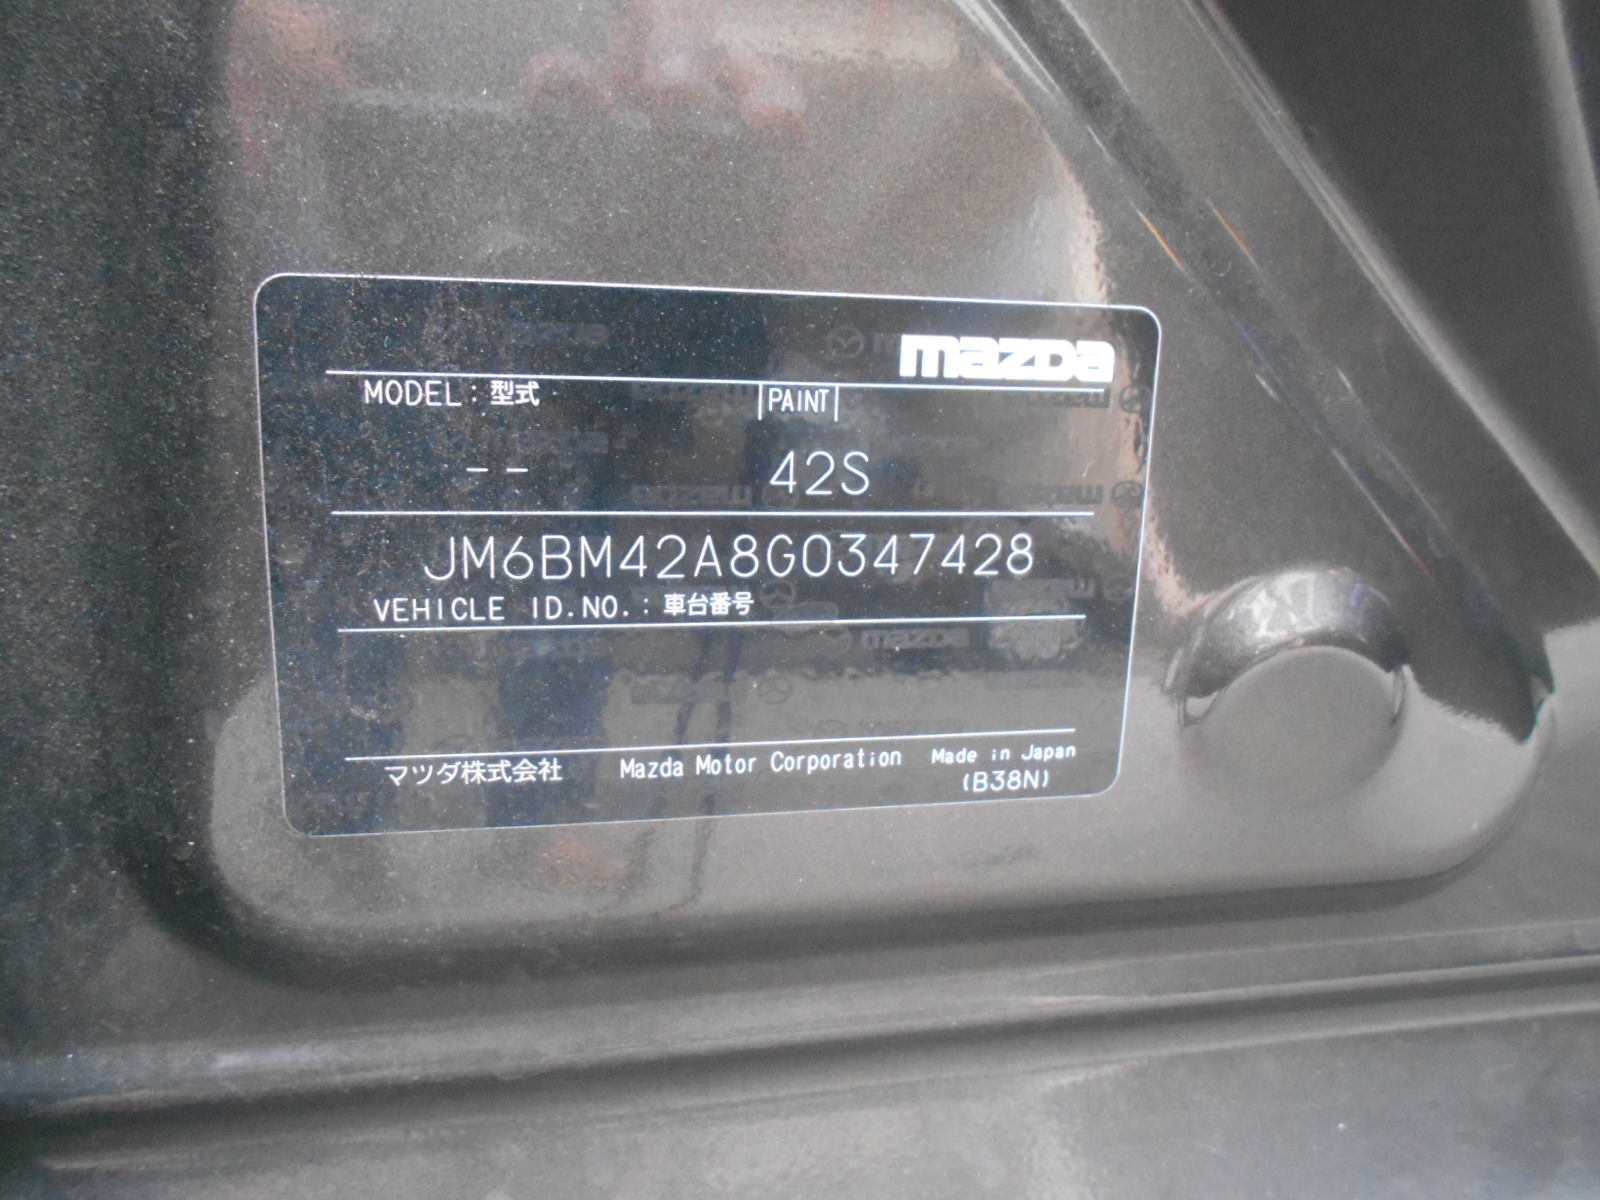 mazda
MODEL: 型式 PAINT
-- 42S
JM6BM42A8G0347428
VEHICLE ID.NO.: 車台番号
マツダ株式会社 Mazda Motor Corporation Made in Japan
(B38N)